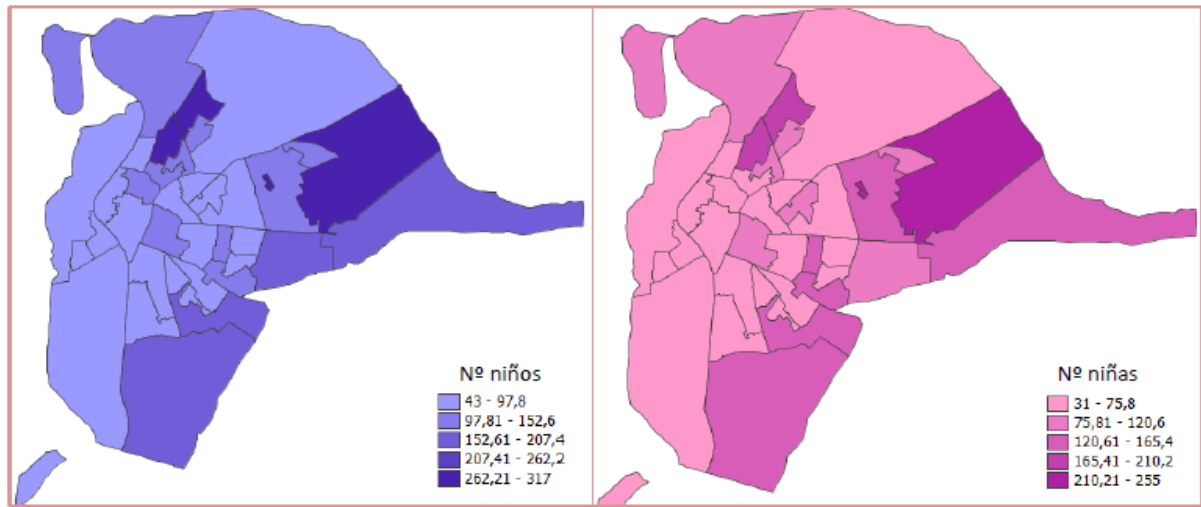 Nº niños
43 - 97,8
97,81 - 152,6
152,61 - 207,4
207,41 - 262,2
262,21 - 317
Nº niñas
31 - 75,8
75,81 - 120,6
120,61 - 165,4
165,41 - 210,2
210,21 - 255